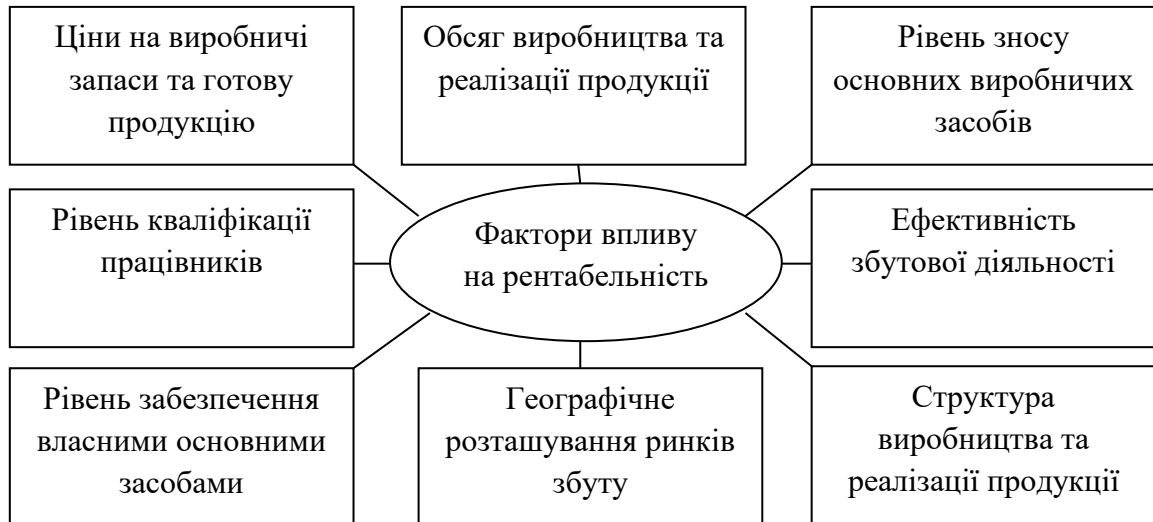 Ціни на виробничі
запаси та готову
продукцію
Обсяг виробництва та
реалізації продукції
Рівень зносу
основних виробничих
засобів
Рівень кваліфікації
працівників
Фактори впливу
на рентабельність
Ефективність
збутової діяльності
Рівень забезпечення
власними основними
засобами
Географічне
розташування ринків
збуту
Структура
виробництва та
реалізації продукції